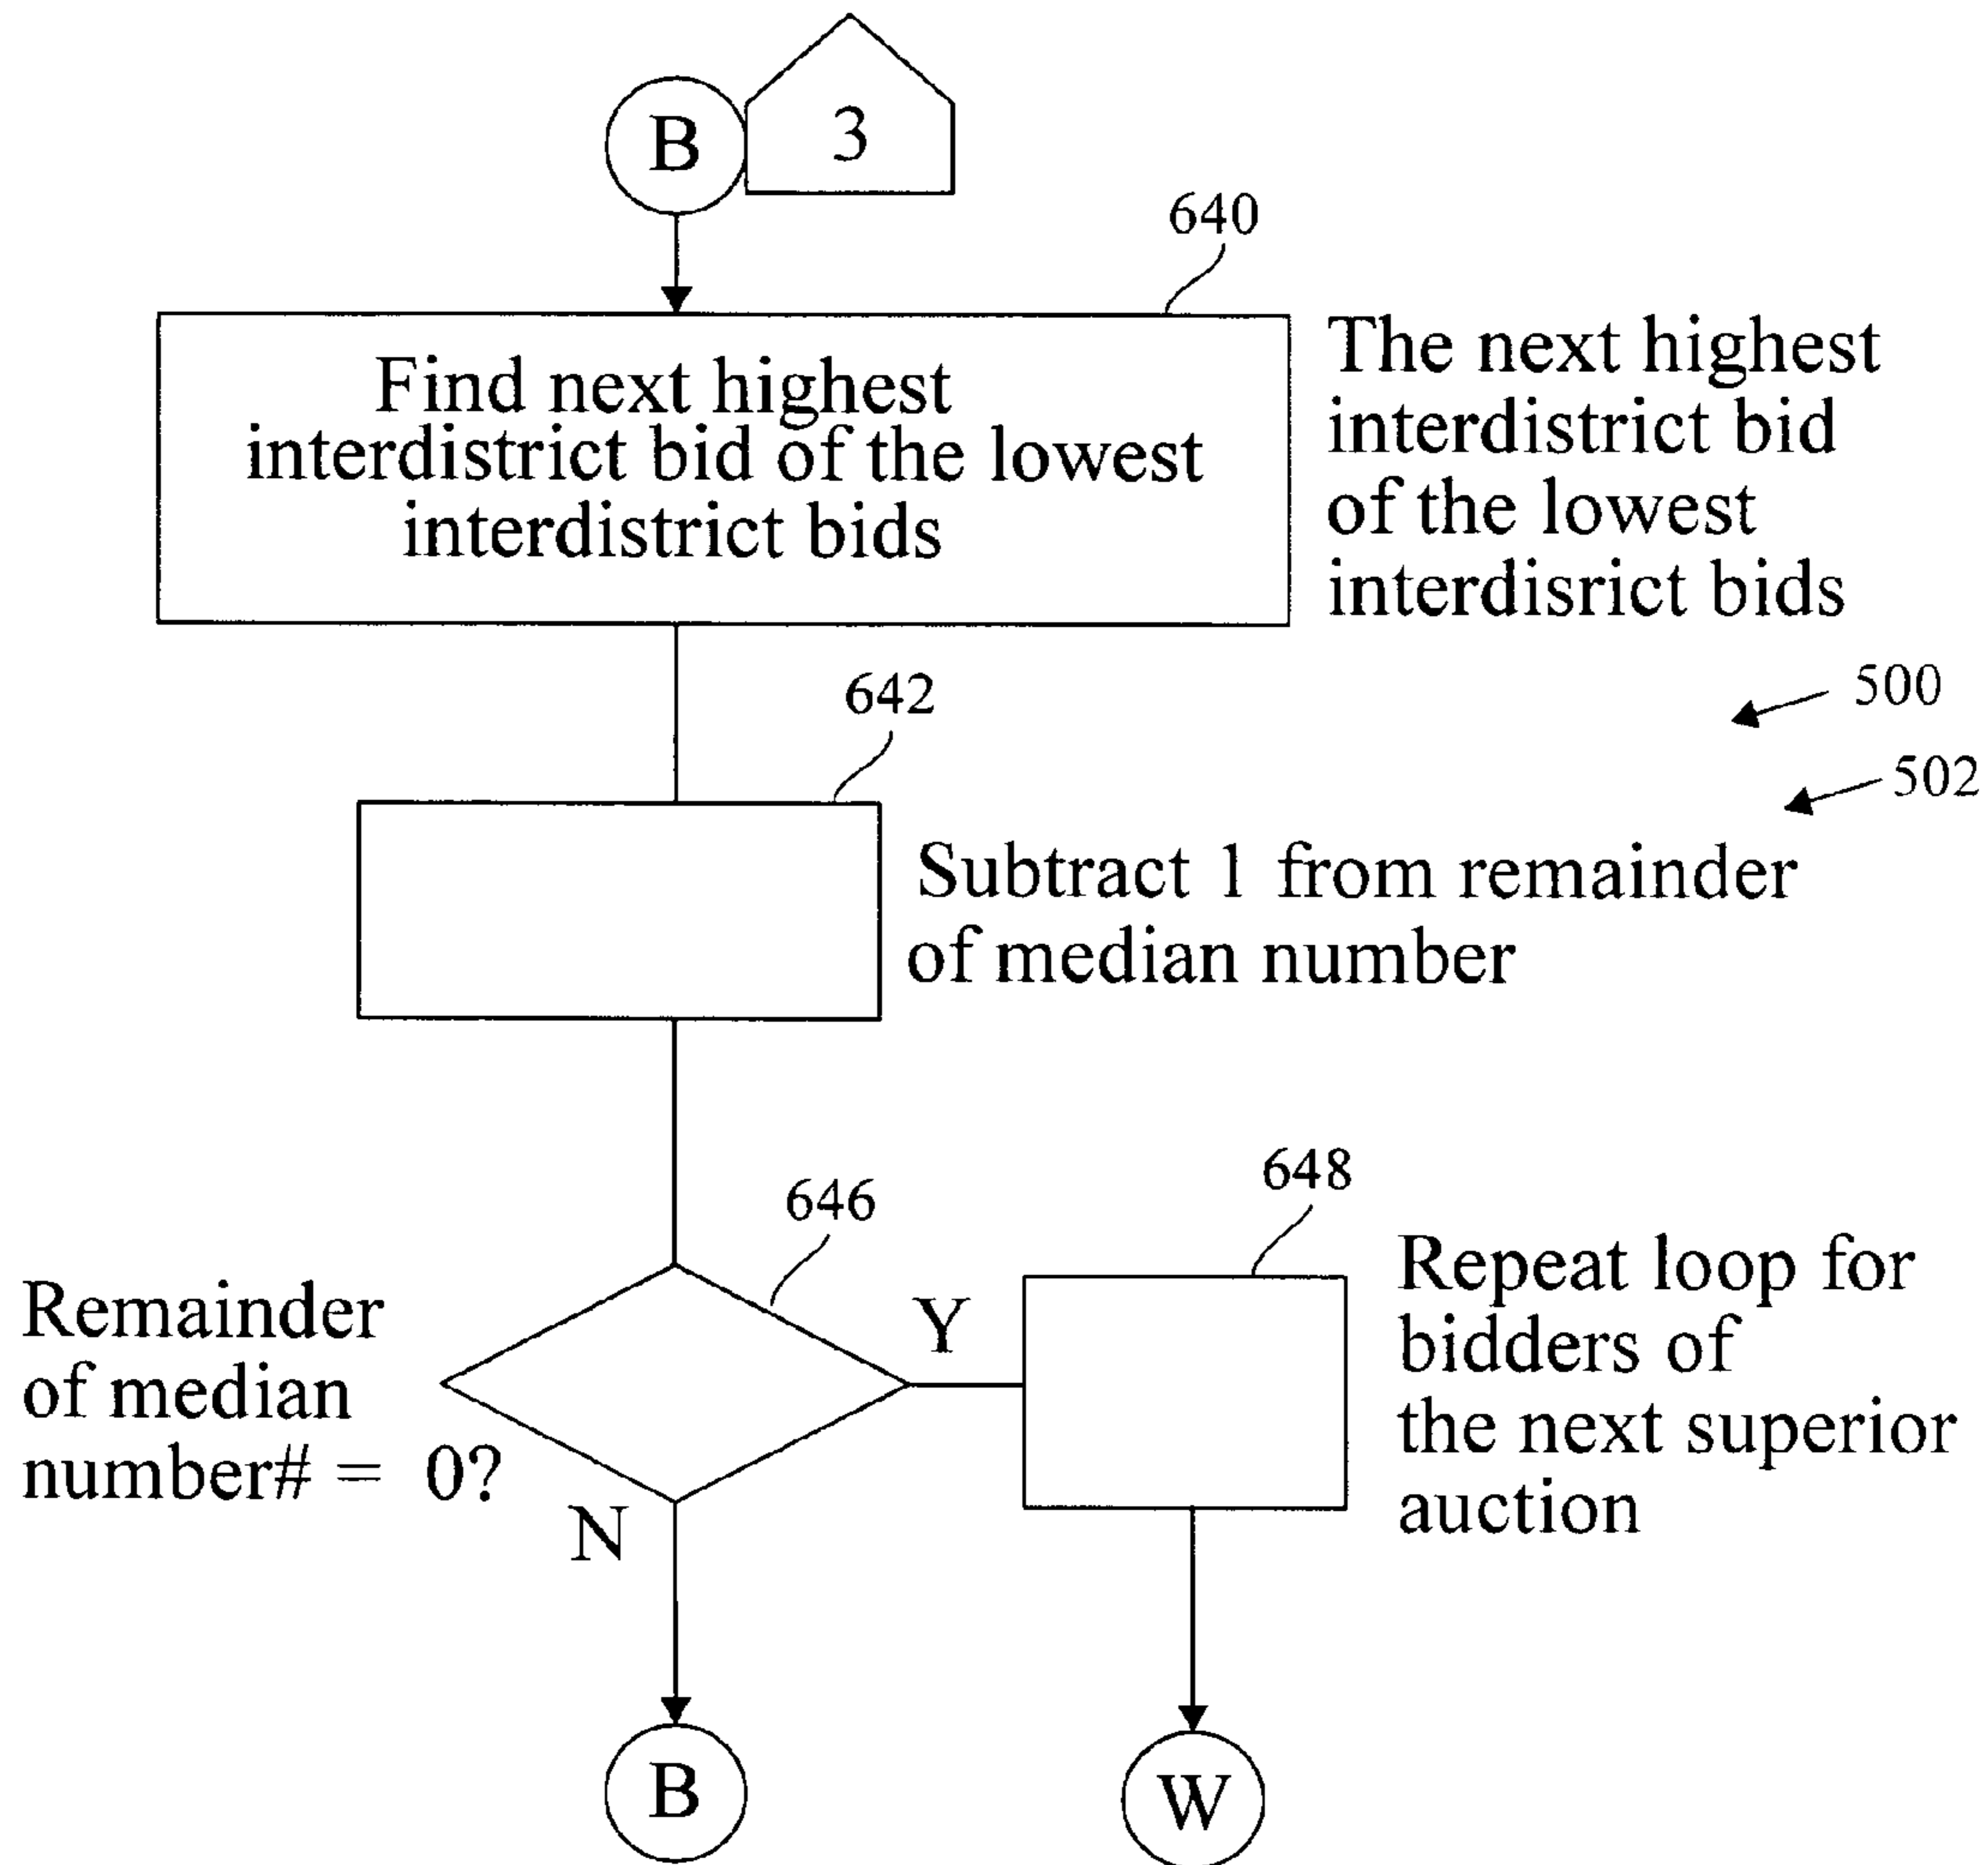 B
3
640
Find next highest
interdistrict bid of the lowest
interdistrict bids
The next highest
interdistrict bid
of the lowest
interdisrict bids
500
502
642
Subtract 1 from remainder
of median number
646
648
Remainder
of median
number# = 0?
Y
N
Repeat loop for
bidders of
the next superior
auction
B
W